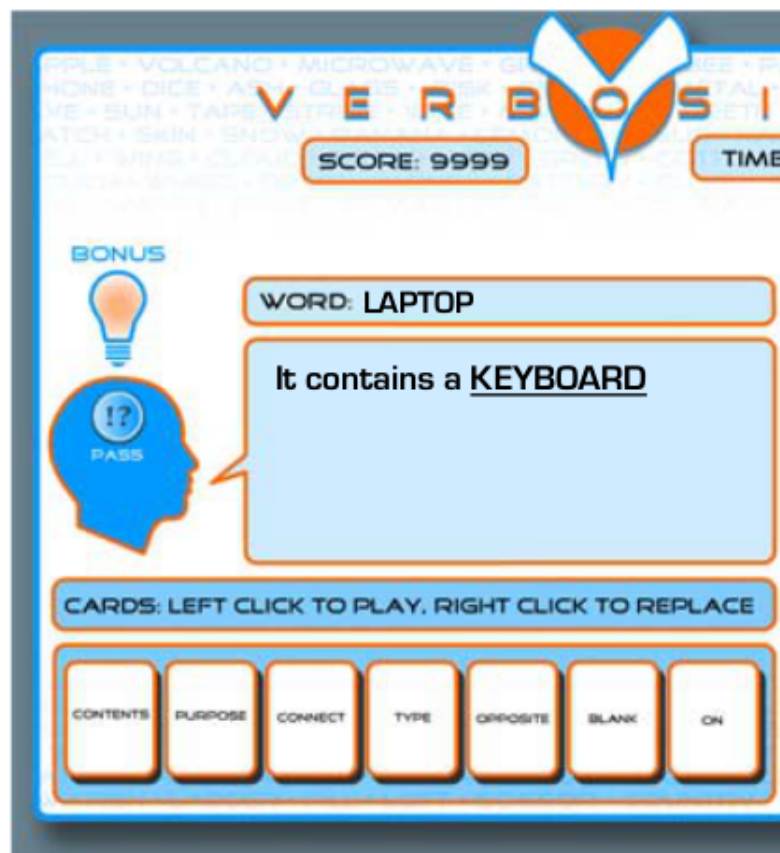 VERBOSI
SCORE: 9999
TIME
BONUS
WORD: LAPTOP
It contains a KEYBOARD
!?
PASS
CARDS: LEFT CLICK TO PLAY, RIGHT CLICK TO REPLACE
CONTENTS PURPOSE CONNECT TYPE OPPOSITE BLANK ON